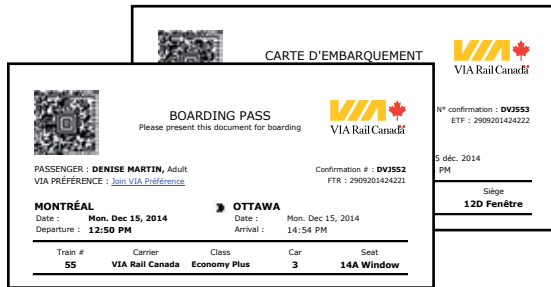 CARTE D'EMBARQUEMENT
VIA Rail Canada
N° confirmation : DVJ553
ETF : 2909201424222
5 déc. 2014
PM
Siège
12D Fenêtre
BOARDING PASS
Please present this document for boarding
VIA Rail Canada
PASSENGER : DENISE MARTIN, Adult
Confirmation # : DVJ552
VIA PRÉFÉRENCE : Join VIA Préférence
FTR : 2909201424221
MONTRÉAL
OTTAWA
Date : Mon. Dec 15, 2014
Date : Mon. Dec 15, 2014
Departure : 12:50 PM
Arrival : 14:54 PM
Train # Carrier Class Car Seat
55 VIA Rail Canada Economy Plus 3 14A Window